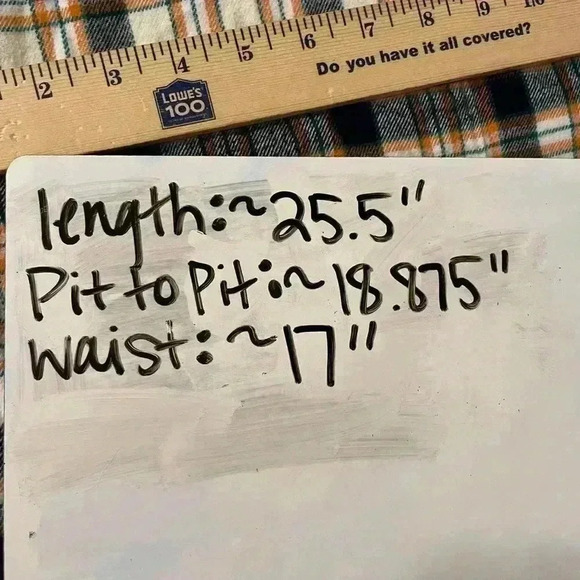 2 3 4 5 6 7 8 9 10
Do you have it all covered?
LOWE'S
100
length: ~ 25.5"
Pit to Pit: ~ 18.875"
Waist: ~ 17"